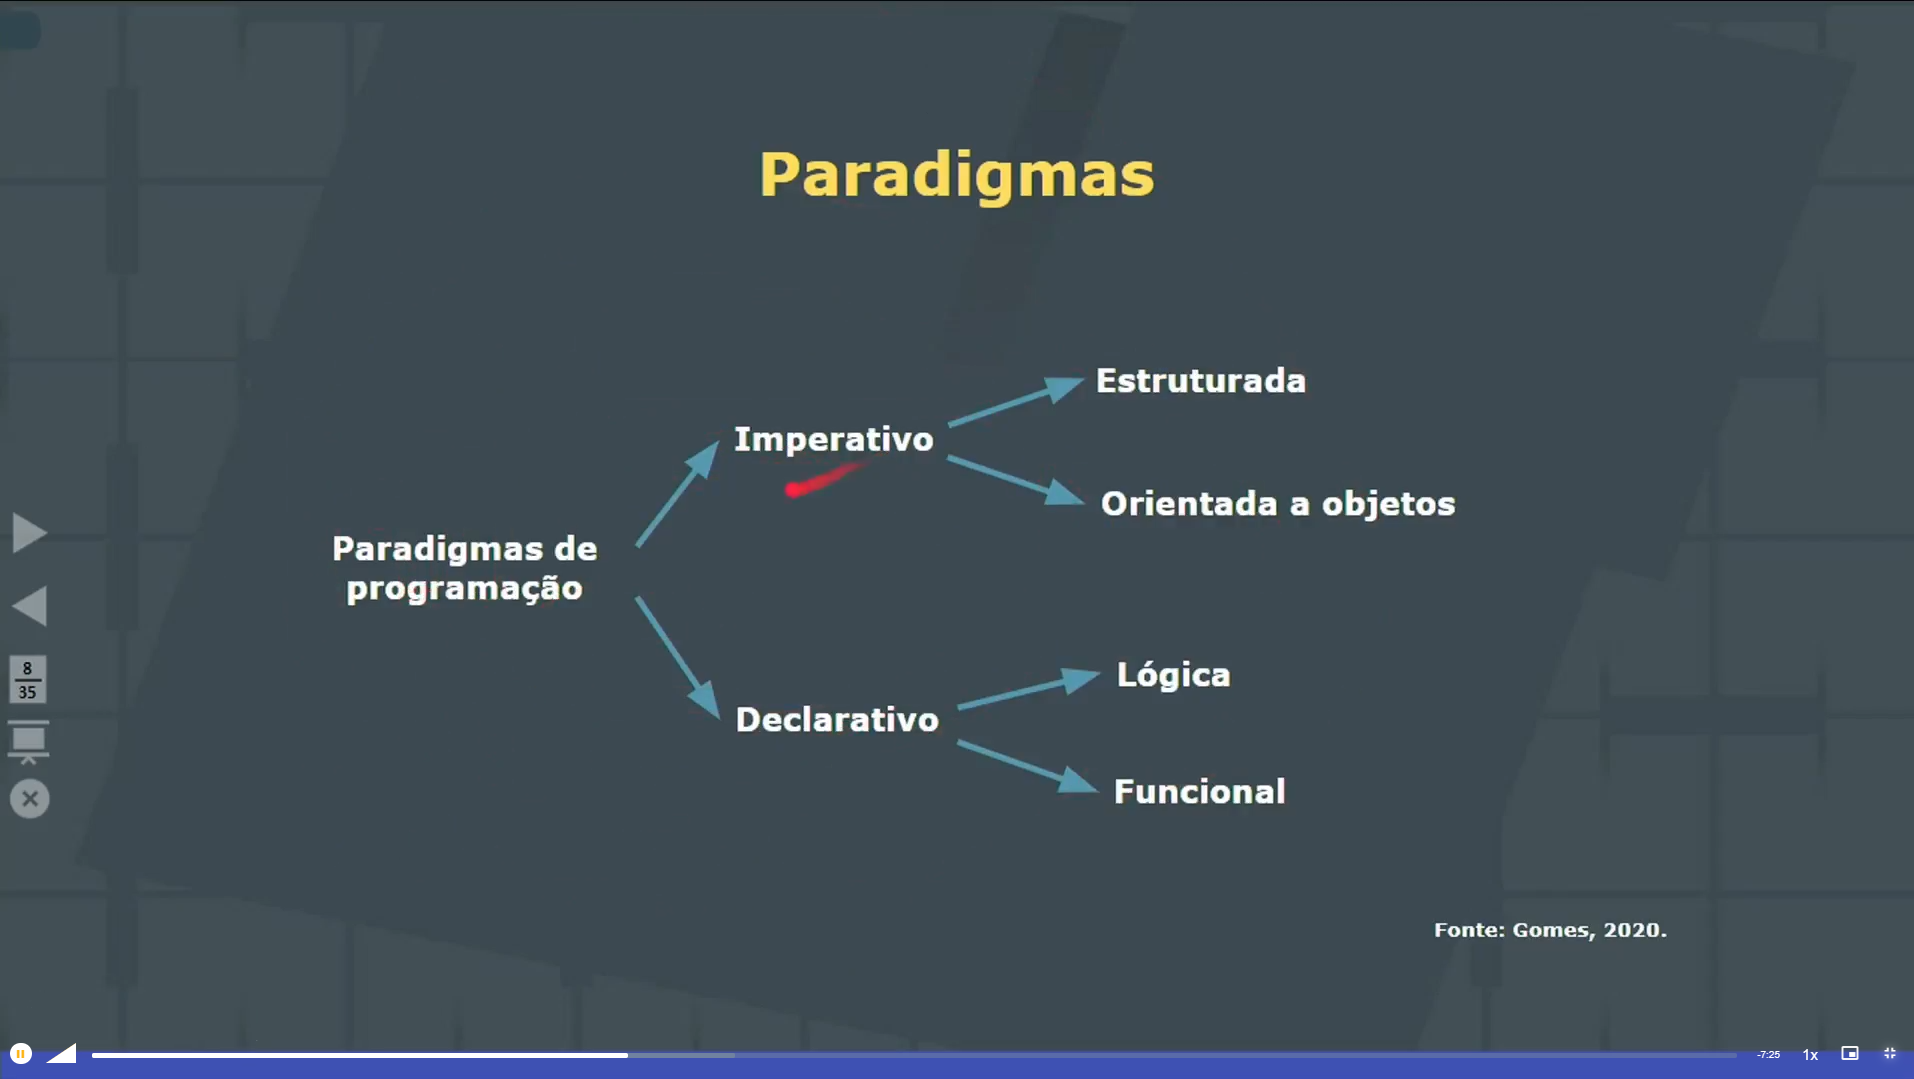 Paradigmas
Estruturada
Imperativo
Orientada a objetos
Paradigmas de
programação
Lógica
Declarativo
Funcional
Fonte: Gomes, 2020.
8
35
-7:25
1x